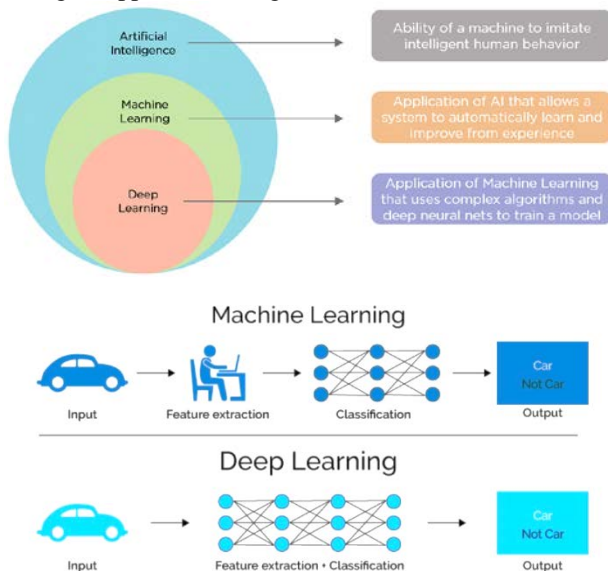 Artificial
Intelligence
Ability of a machine to imitate
intelligent human behavior
Machine
Learning
Application of AI that allows a
system to automatically learn and
improve from experience
Deep
Learning
Application of Machine Learning
that uses complex algorithms and
deep neural nets to train a model
Machine Learning
Car
Not Car
Input
Feature extraction
Classification
Output
Deep Learning
Car
Not Car
Input
Feature extraction + Classification
Output